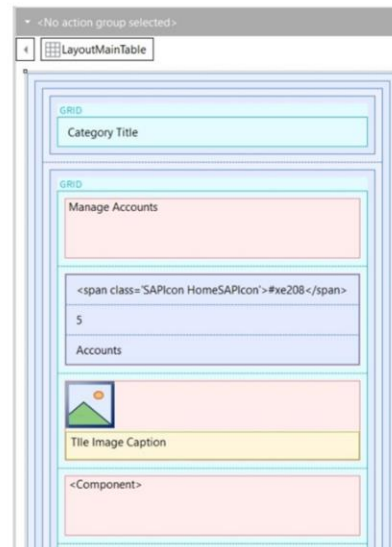 <No action group selected>
LayoutMainTable
GRID
Category Title
GRID
Manage Accounts
<span class='SAPIcon HomeSAPIcon'>#xe208</span>
5
Accounts
TIle Image Caption
<Component>